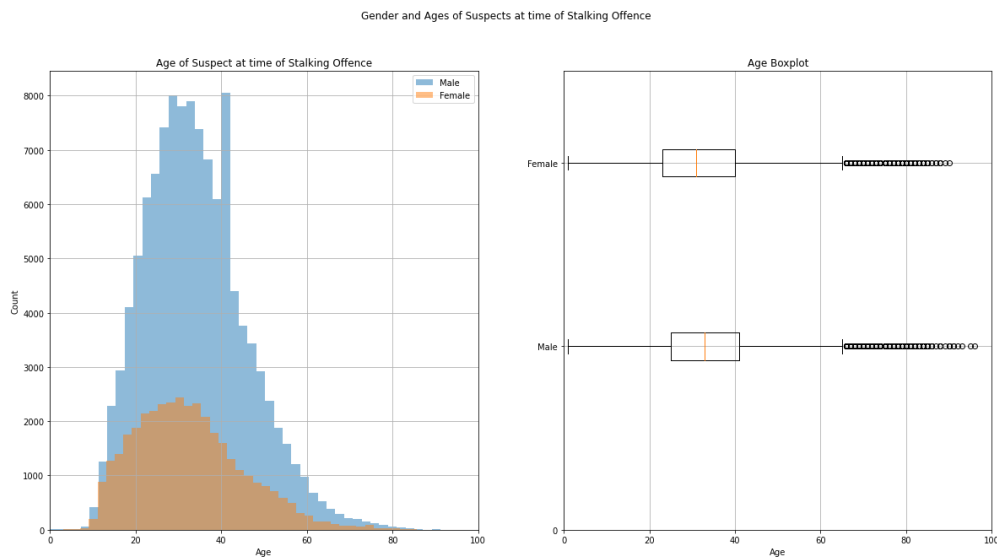 Gender and Ages of Suspects at time of Stalking Offence
Age of Suspect at time of Stalking Offence
Male
Female
8000
7000
6000
5000
4000
3000
2000
1000
0
Count
0 20 40 60 80 100
Age
Age Boxplot
Female
Male
0
0 20 40 60 80 100
Age